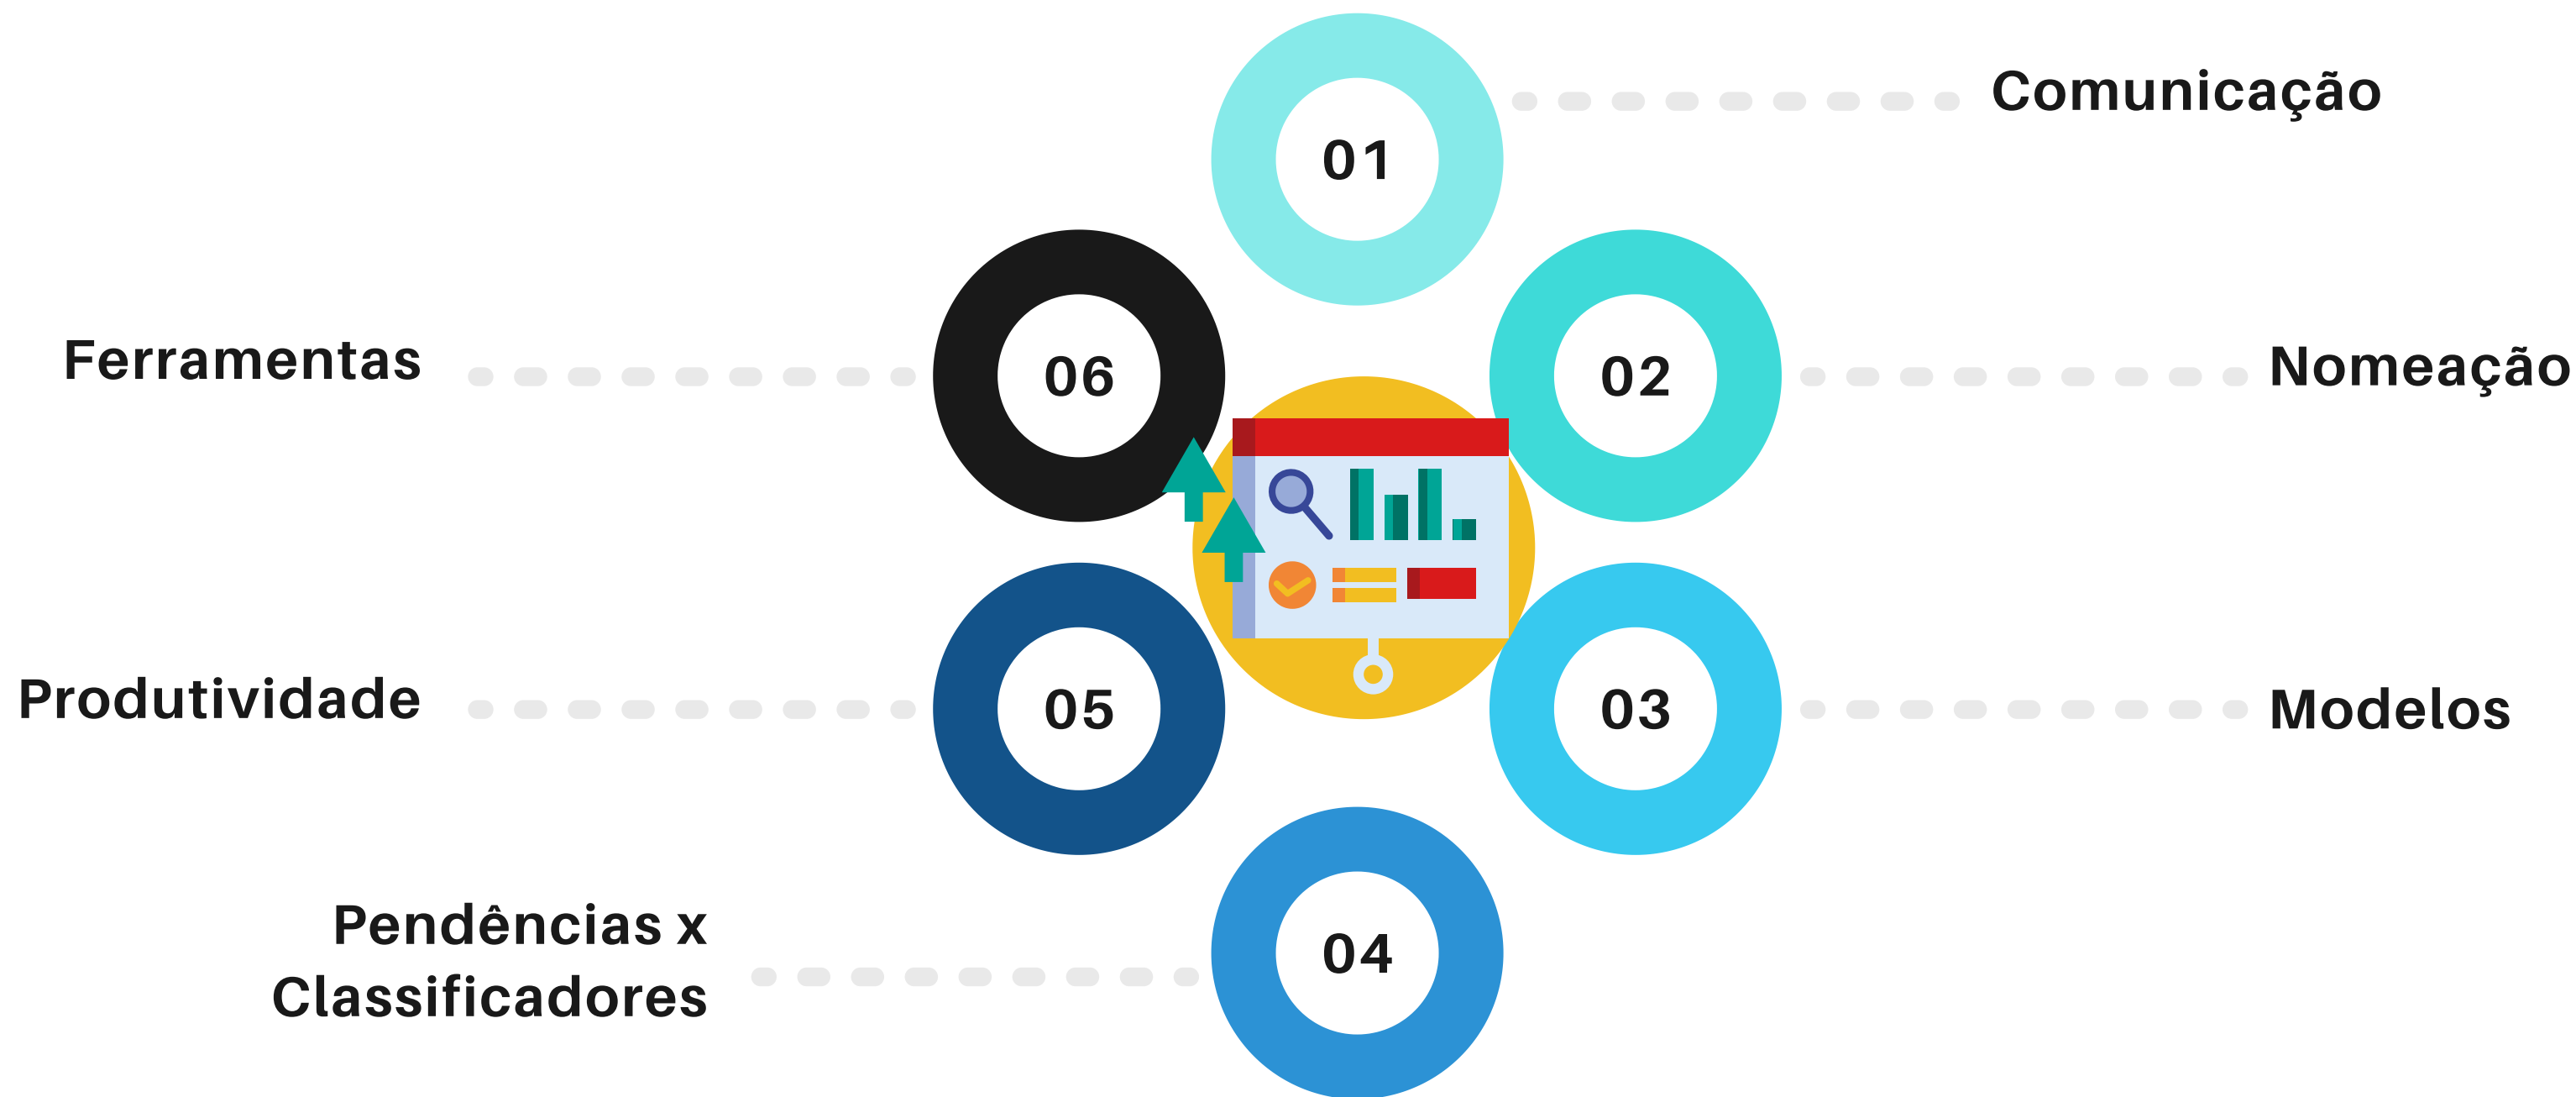 01
Comunicação
02
Nomeação
03
Modelos
04
Pendências x
Classificadores
05
Produtividade
06
Ferramentas